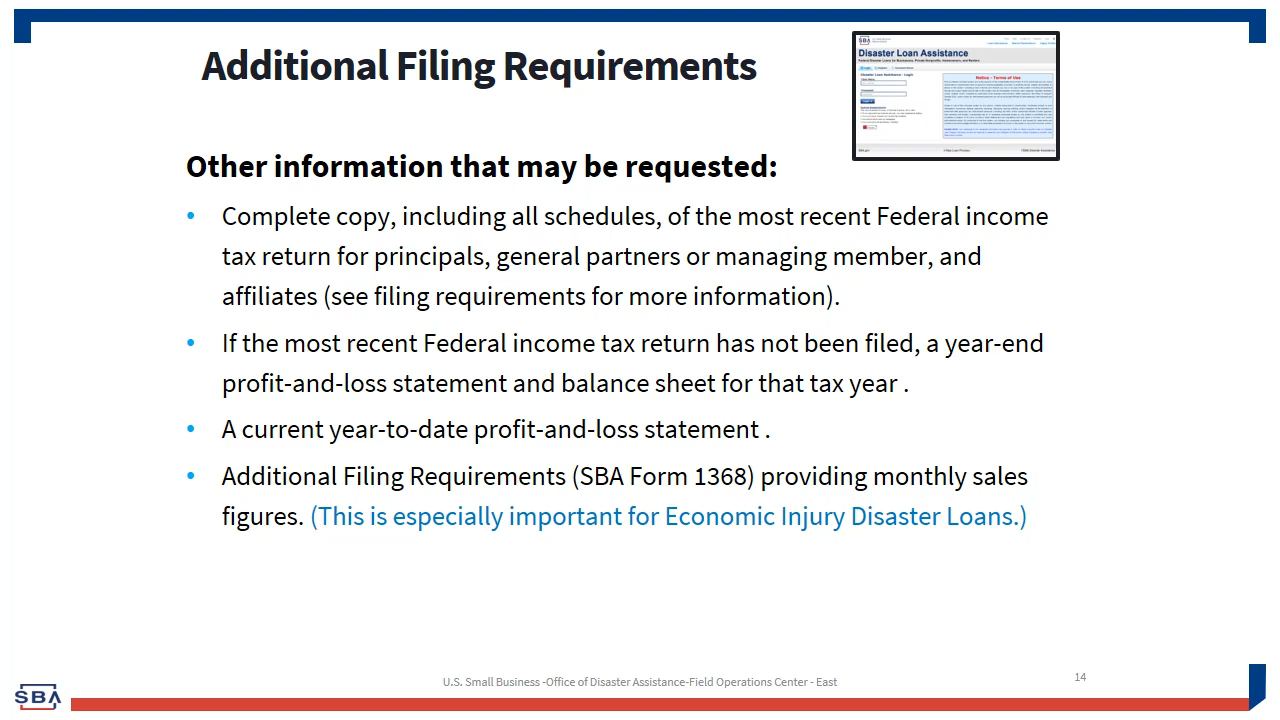 Additional Filing Requirements
SBA
Disaster Loan Assistance
Federal Disaster Loans for Businesses, Private Nonprofits, Homeowners, and Renters
Disaster Loan Assistance - Login
Notice - Terms of Use
Other information that may be requested:
• Complete copy, including all schedules, of the most recent Federal income
tax return for principals, general partners or managing member, and
affiliates (see filing requirements for more information).
• If the most recent Federal income tax return has not been filed, a year-end
profit-and-loss statement and balance sheet for that tax year .
• A current year-to-date profit-and-loss statement .
• Additional Filing Requirements (SBA Form 1368) providing monthly sales
figures. (This is especially important for Economic Injury Disaster Loans.)
U.S. Small Business -Office of Disaster Assistance-Field Operations Center - East
14
SBA